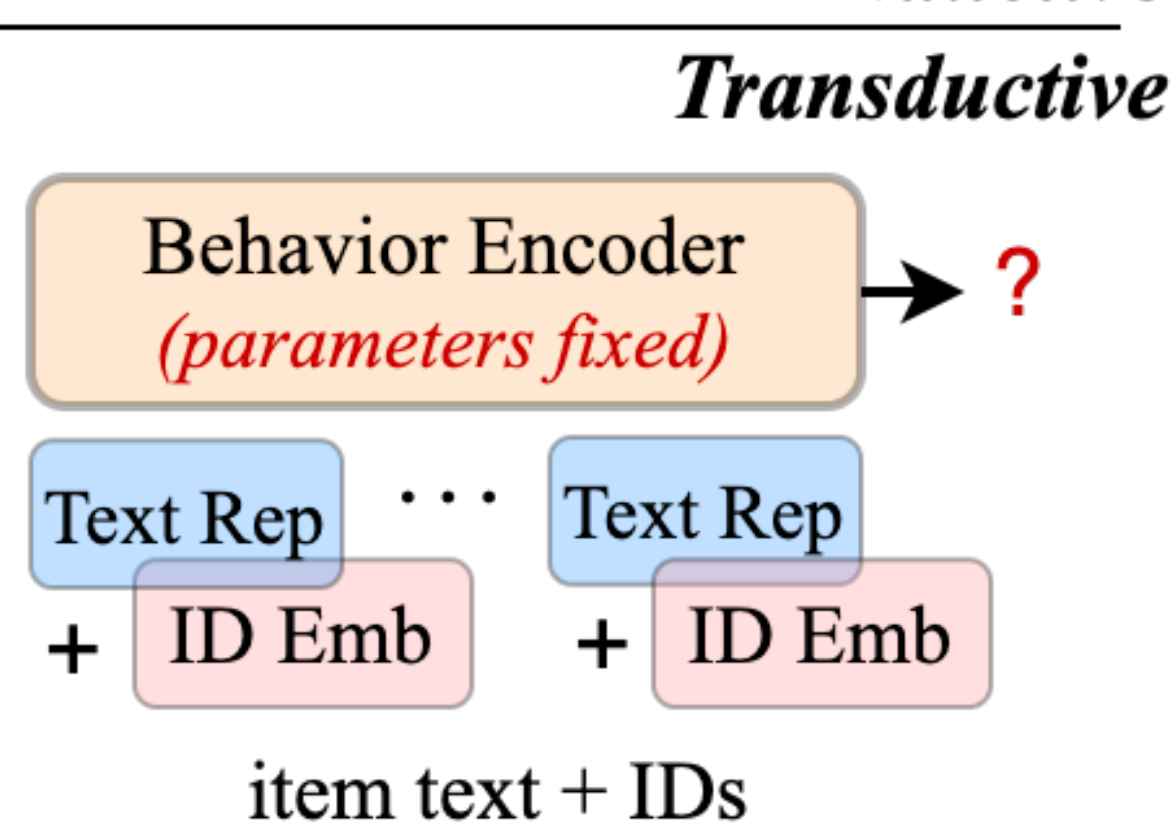 Transductive
Behavior Encoder
(parameters fixed)
?
Text Rep ... Text Rep
+ ID Emb + ID Emb
item text + IDs